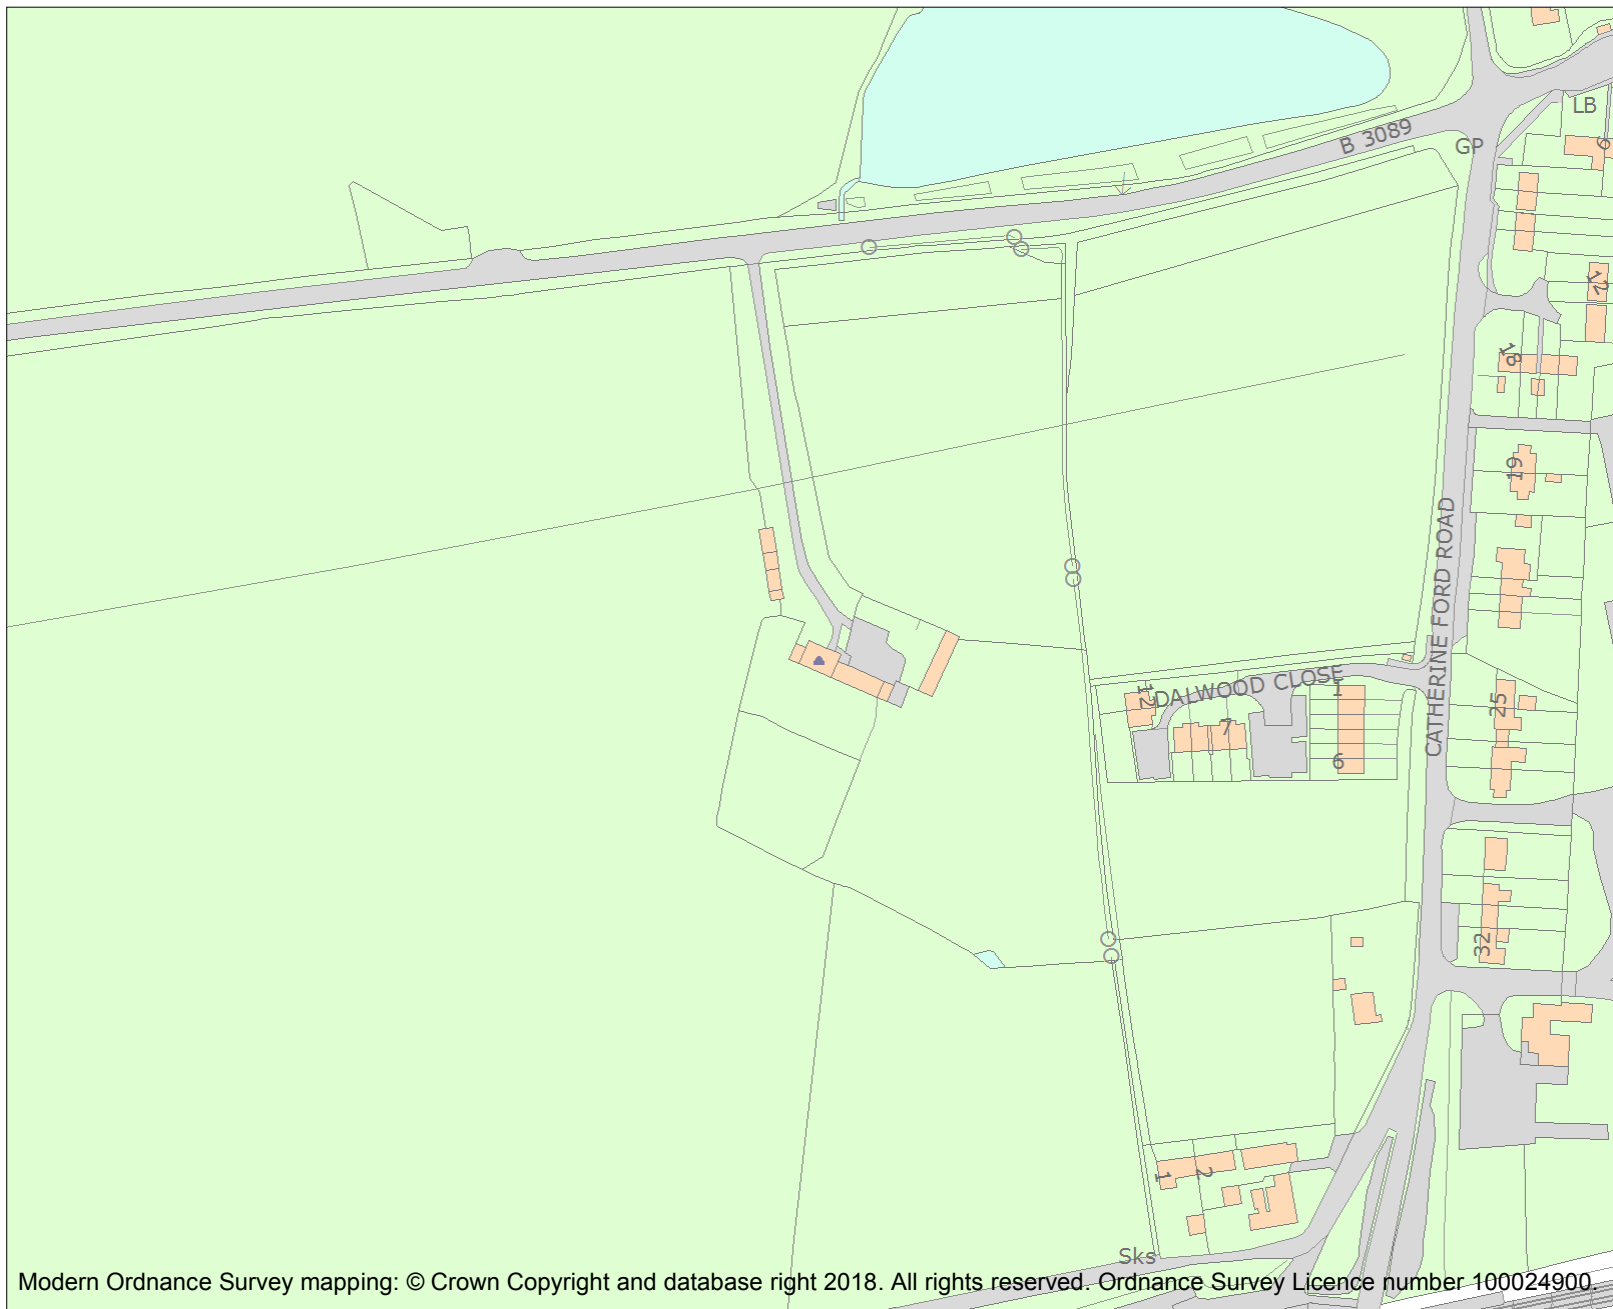 LB
B 3089
GP
6
12
18
19
CATHERINE FORD ROAD
DALWOOD CLOSE
12
1
25
7
6
32
1
2
Sks
Modern Ordnance Survey mapping: © Crown Copyright and database right 2018. All rights reserved. Ordnance Survey Licence number 100024900.